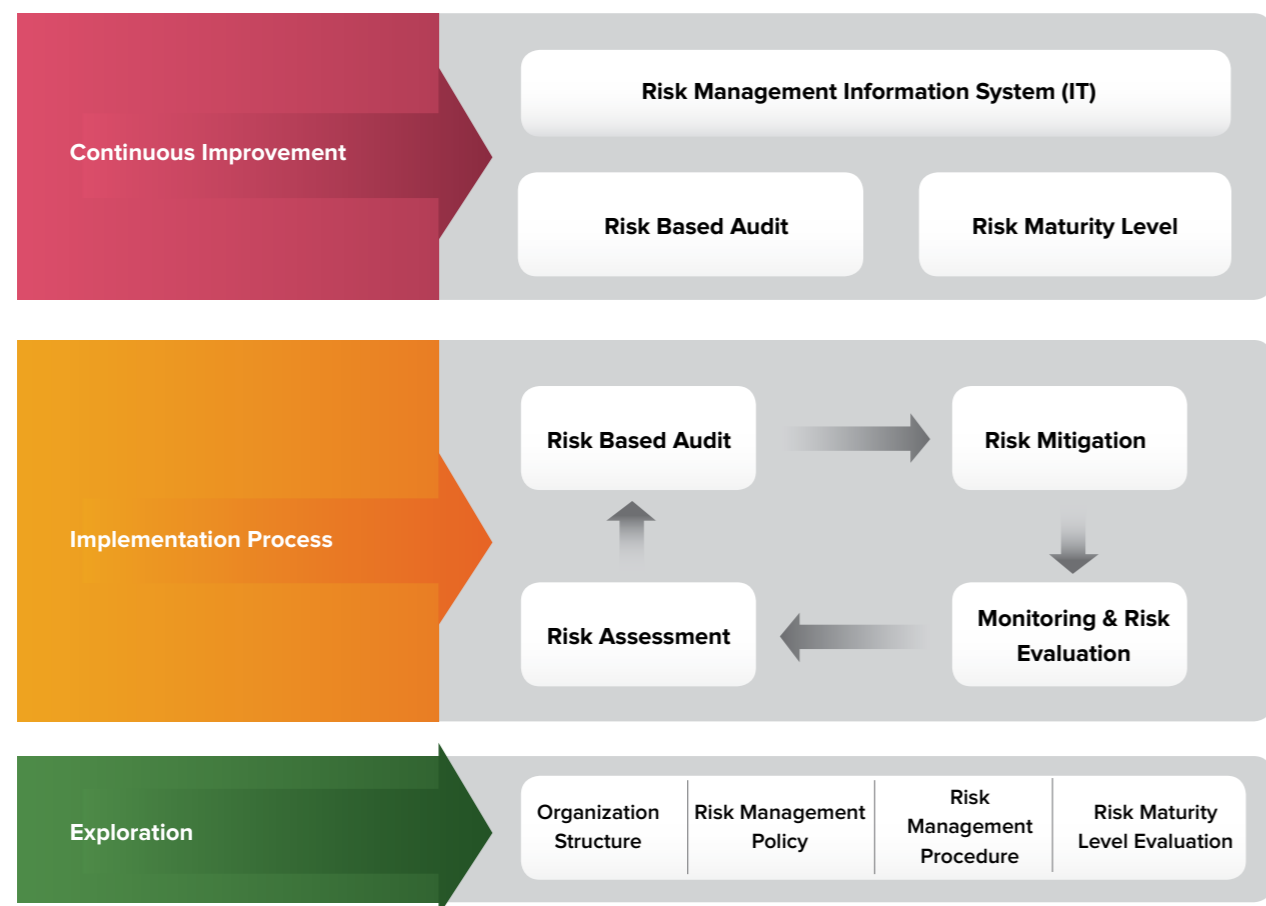 Continuous Improvement
Risk Management Information System (IT)
Risk Based Audit
Risk Maturity Level
Implementation Process
Risk Based Audit
Risk Mitigation
Risk Assessment
Monitoring & Risk
Evaluation
Exploration
Organization
Structure
Risk Management
Policy
Risk
Management
Procedure
Risk Maturity
Level Evaluation